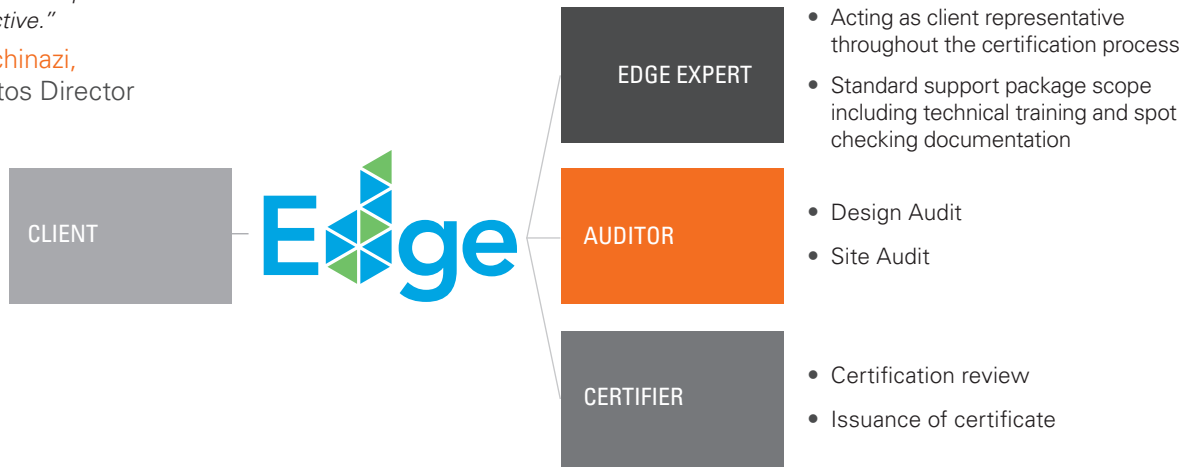 ctive.”
chinazi,
tos Director
CLIENT
Edge
EDGE EXPERT
• Acting as client representative
throughout the certification process
• Standard support package scope
including technical training and spot
checking documentation
AUDITOR
• Design Audit
• Site Audit
CERTIFIER
• Certification review
• Issuance of certificate